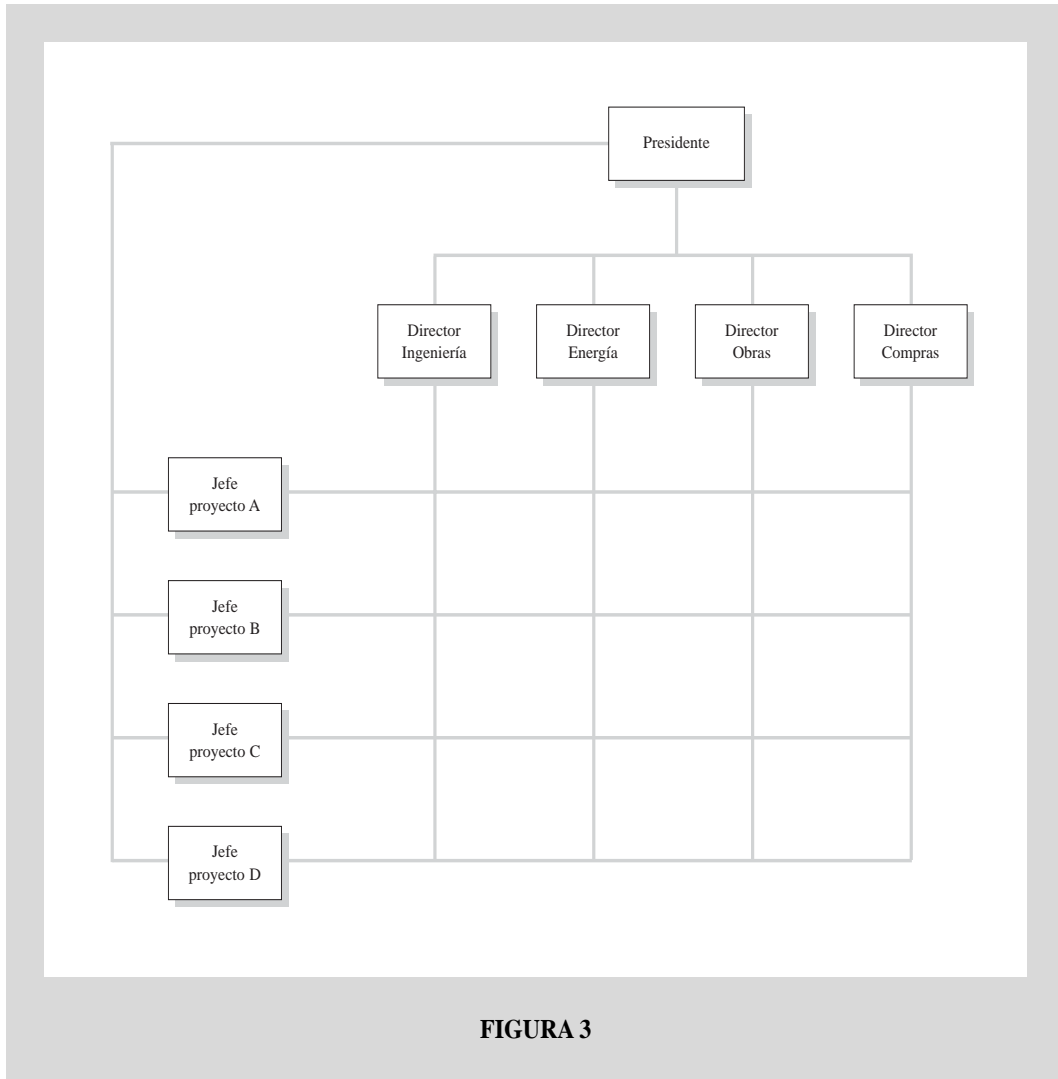 Presidente
Director
Ingeniería
Director
Energía
Director
Obras
Director
Compras
Jefe
proyecto A
Jefe
proyecto B
Jefe
proyecto C
Jefe
proyecto D
FIGURA 3